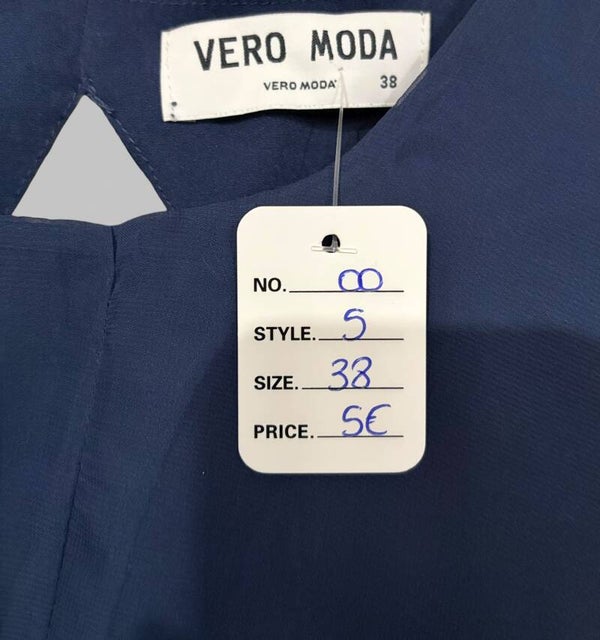 VERO MODA
VERO MODA 38
NO. 00
STYLE. 5
SIZE. 38
PRICE. 5€